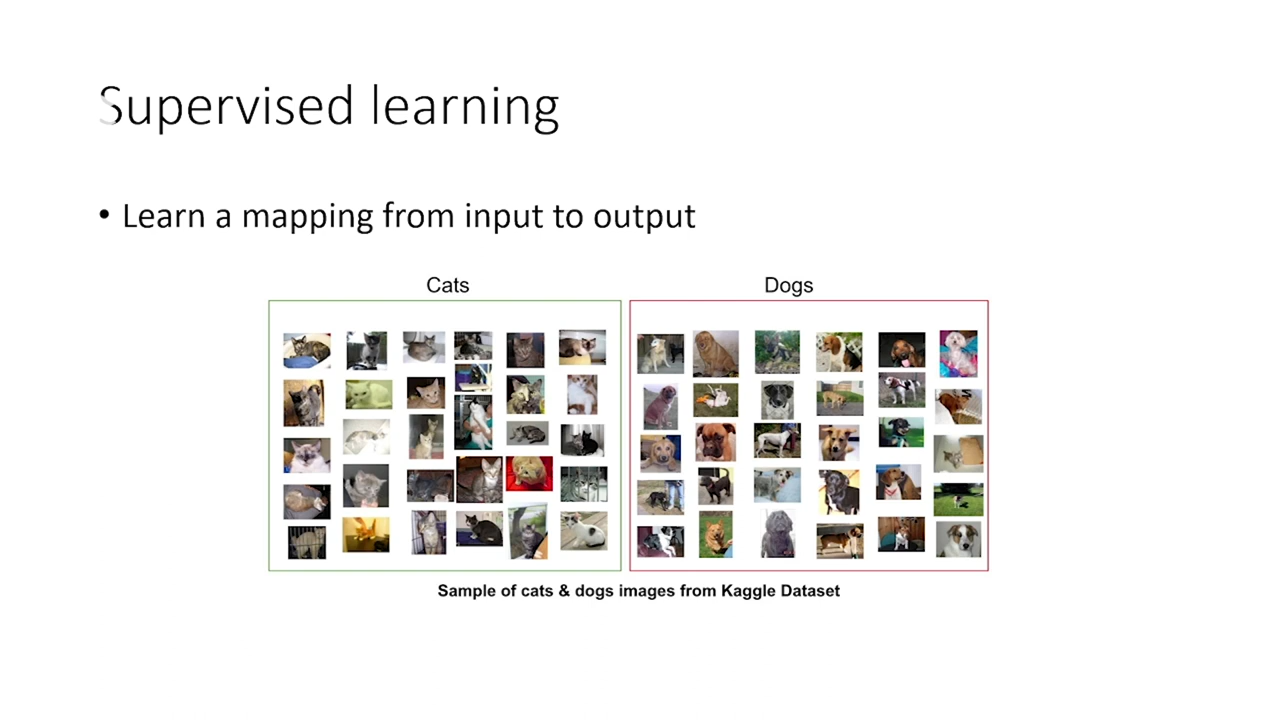 Supervised learning
• Learn a mapping from input to output
Cats
Dogs
Sample of cats & dogs images from Kaggle Dataset